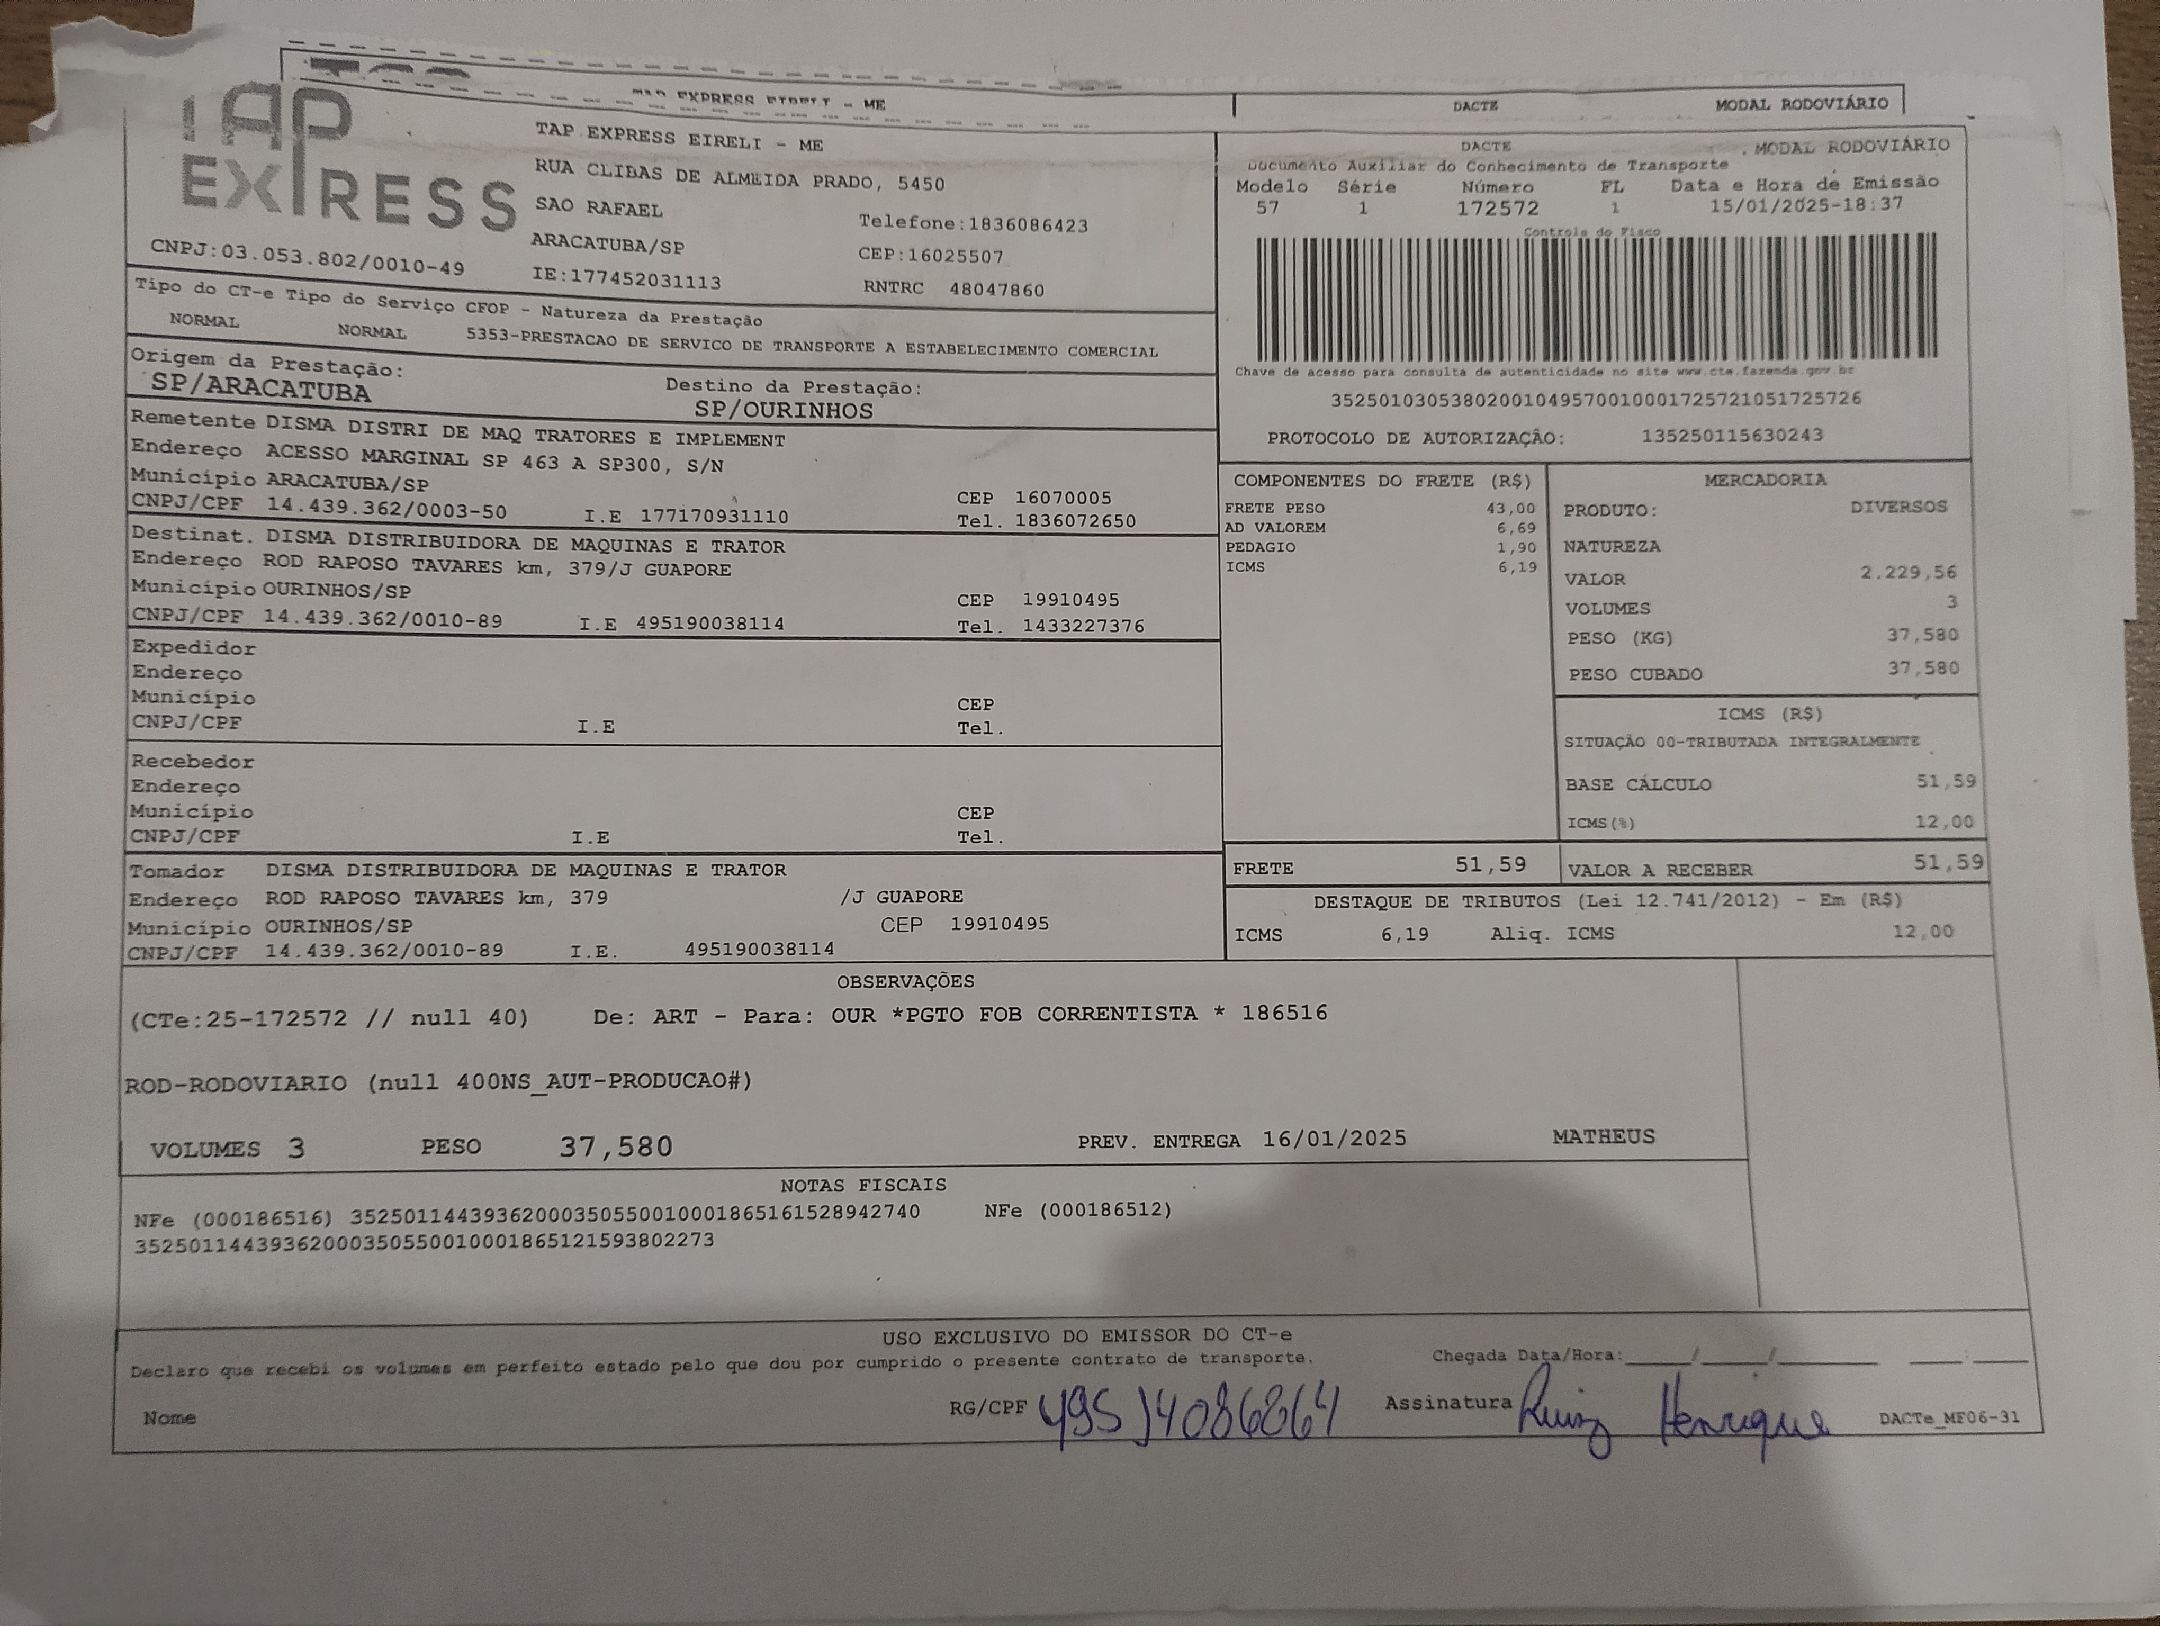 TAP EXPRESS EIRELI - ME
DACTE MODAL RODOVIÁRIO
TAP EXPRESS
TAP EXPRESS EIRELI - ME
RUA CLIBAS DE ALMEIDA PRADO, 5450
SAO RAFAEL
Telefone:1836086423
ARACATUBA/SP
CEP:16025507
CNPJ:03.053.802/0010-49
IE:177452031113
RNTRC 48047860
DACTE MODAL RODOVIÁRIO
Documento Auxiliar do Conhecimento de Transporte
Modelo Série Número FL Data e Hora de Emissão
57 1 172572 1 15/01/2025-18:37
Controle do Fisco
Chave de acesso para consulta de autenticidade no site www.cte.fazenda.gov.br
35250103053802001049570010001725721051725726
PROTOCOLO DE AUTORIZAÇÃO: 135250115630243
Tipo do CT-e Tipo do Serviço CFOP - Natureza da Prestação
NORMAL NORMAL 5353-PRESTACAO DE SERVICO DE TRANSPORTE A ESTABELECIMENTO COMERCIAL
Origem da Prestação: Destino da Prestação:
SP/ARACATUBA SP/OURINHOS
Remetente DISMA DISTRI DE MAQ TRATORES E IMPLEMENT
Endereço ACESSO MARGINAL SP 463 A SP300, S/N
Município ARACATUBA/SP CEP 16070005
CNPJ/CPF 14.439.362/0003-50 I.E 177170931110 Tel. 1836072650
Destinat. DISMA DISTRIBUIDORA DE MAQUINAS E TRATOR
Endereço ROD RAPOSO TAVARES km, 379/J GUAPORE
Município OURINHOS/SP CEP 19910495
CNPJ/CPF 14.439.362/0010-89 I.E 495190038114 Tel. 1433227376
Expedidor
Endereço
Município CEP
CNPJ/CPF I.E Tel.
Recebedor
Endereço
Município CEP
CNPJ/CPF I.E Tel.
Tomador DISMA DISTRIBUIDORA DE MAQUINAS E TRATOR
Endereço ROD RAPOSO TAVARES km, 379 /J GUAPORE
Município OURINHOS/SP CEP 19910495
CNPJ/CPF 14.439.362/0010-89 I.E. 495190038114
COMPONENTES DO FRETE (R$)
FRETE PESO 43,00
AD VALOREM 6,69
PEDAGIO 1,90
ICMS 6,19
MERCADORIA
PRODUTO: DIVERSOS
NATUREZA
VALOR 2.229,56
VOLUMES 3
PESO (KG) 37,580
PESO CUBADO 37,580
ICMS (R$)
SITUAÇÃO 00-TRIBUTADA INTEGRALMENTE
BASE CÁLCULO 51,59
ICMS(%) 12,00
FRETE 51,59 VALOR A RECEBER 51,59
DESTAQUE DE TRIBUTOS (Lei 12.741/2012) - Em (R$)
ICMS 6,19 Aliq. ICMS 12,00
OBSERVAÇÕES
(CTe:25-172572 // null 40) De: ART - Para: OUR *PGTO FOB CORRENTISTA * 186516
ROD-RODOVIARIO (null 400NS_AUT-PRODUCAO#)
VOLUMES 3 PESO 37,580 PREV. ENTREGA 16/01/2025 MATHEUS
NOTAS FISCAIS
NFe (000186516) 35250114439362000350550010001865161528942740 NFe (000186512)
35250114439362000350550010001865121593802273
USO EXCLUSIVO DO EMISSOR DO CT-e
Declaro que recebi os volumes em perfeito estado pelo que dou por cumprido o presente contrato de transporte. Chegada Data/Hora:____/____/______ ___:___
Nome RG/CPF Assinatura Henrique DACTe_MF06-31